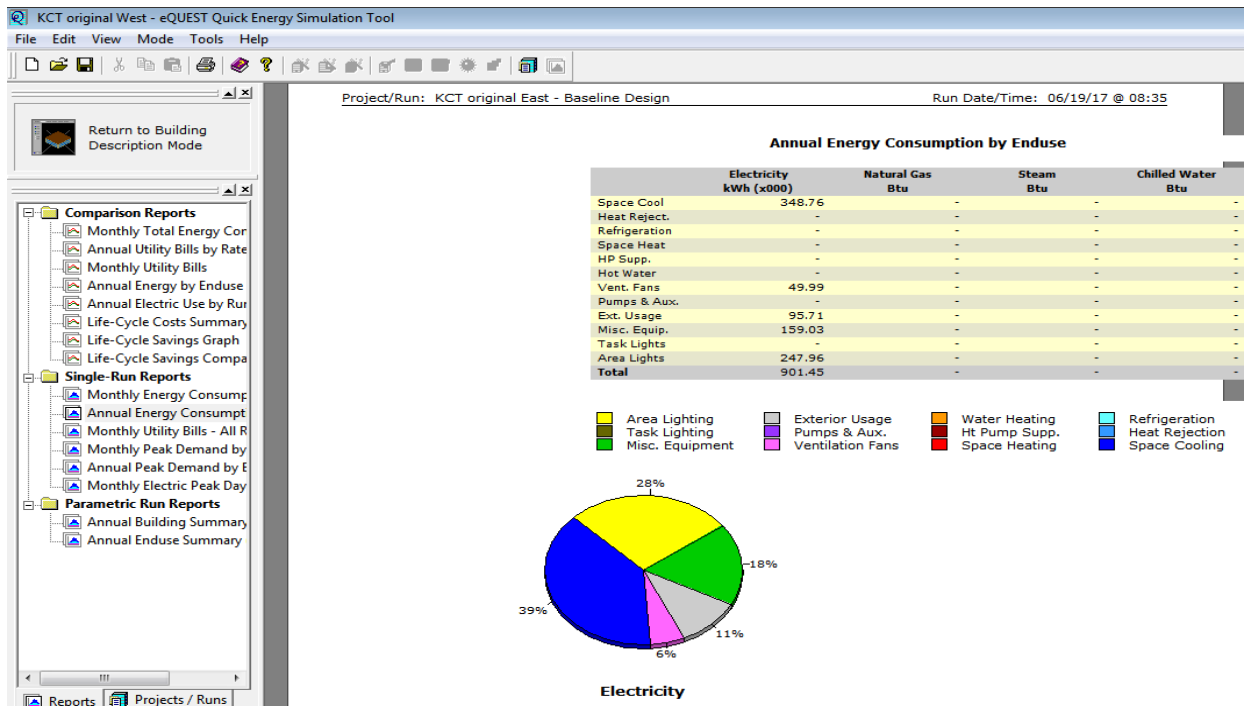 KCT original West - eQUEST Quick Energy Simulation Tool
File Edit View Mode Tools Help
Return to Building
Description Mode
Comparison Reports
Monthly Total Energy Cor
Annual Utility Bills by Rate
Monthly Utility Bills
Annual Energy by Enduse
Annual Electric Use by Rur
Life-Cycle Costs Summary
Life-Cycle Savings Graph
Life-Cycle Savings Compa
Single-Run Reports
Monthly Energy Consump
Annual Energy Consumpt
Monthly Utility Bills - All R
Monthly Peak Demand by
Annual Peak Demand by E
Monthly Electric Peak Day
Parametric Run Reports
Annual Building Summary
Annual Enduse Summary
Reports Projects / Runs
Project/Run: KCT original East - Baseline Design Run Date/Time: 06/19/17 @ 08:35
Annual Energy Consumption by Enduse
Electricity Natural Gas Steam Chilled Water
kWh (x000) Btu Btu Btu
Space Cool 348.76 - - -
Heat Reject. - - - -
Refrigeration - - - -
Space Heat - - - -
HP Supp. - - - -
Hot Water - - - -
Vent. Fans 49.99 - - -
Pumps & Aux. - - - -
Ext. Usage 95.71 - - -
Misc. Equip. 159.03 - - -
Task Lights - - - -
Area Lights 247.96 - - -
Total 901.45 - - -
Area Lighting Exterior Usage Water Heating Refrigeration
Task Lighting Pumps & Aux. Ht Pump Supp. Heat Rejection
Misc. Equipment Ventilation Fans Space Heating Space Cooling
28%
18%
39%
11%
6%
Electricity